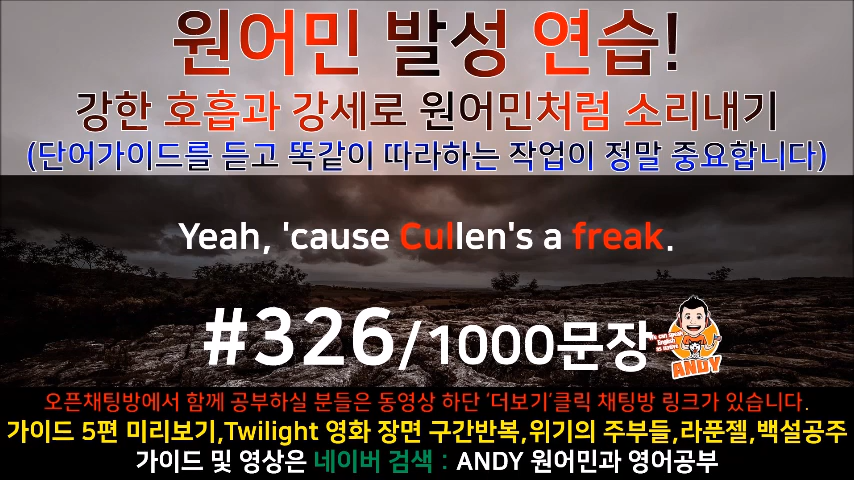 원어민 발성 연습!
강한 호흡과 강세로 원어민처럼 소리내기
(단어가이드를 듣고 똑같이 따라하는 작업이 정말 중요합니다)
Yeah, 'cause Cullen's a freak.
#326/1000문장
We can speak
English
as native
ANDY
오픈채팅방에서 함께 공부하실 분들은 동영상 하단 '더보기'클릭 채팅방 링크가 있습니다.
가이드 5편 미리보기,Twilight 영화 장면 구간반복,위기의 주부들,라푼젤,백설공주
가이드 및 영상은 네이버 검색 : ANDY 원어민과 영어공부